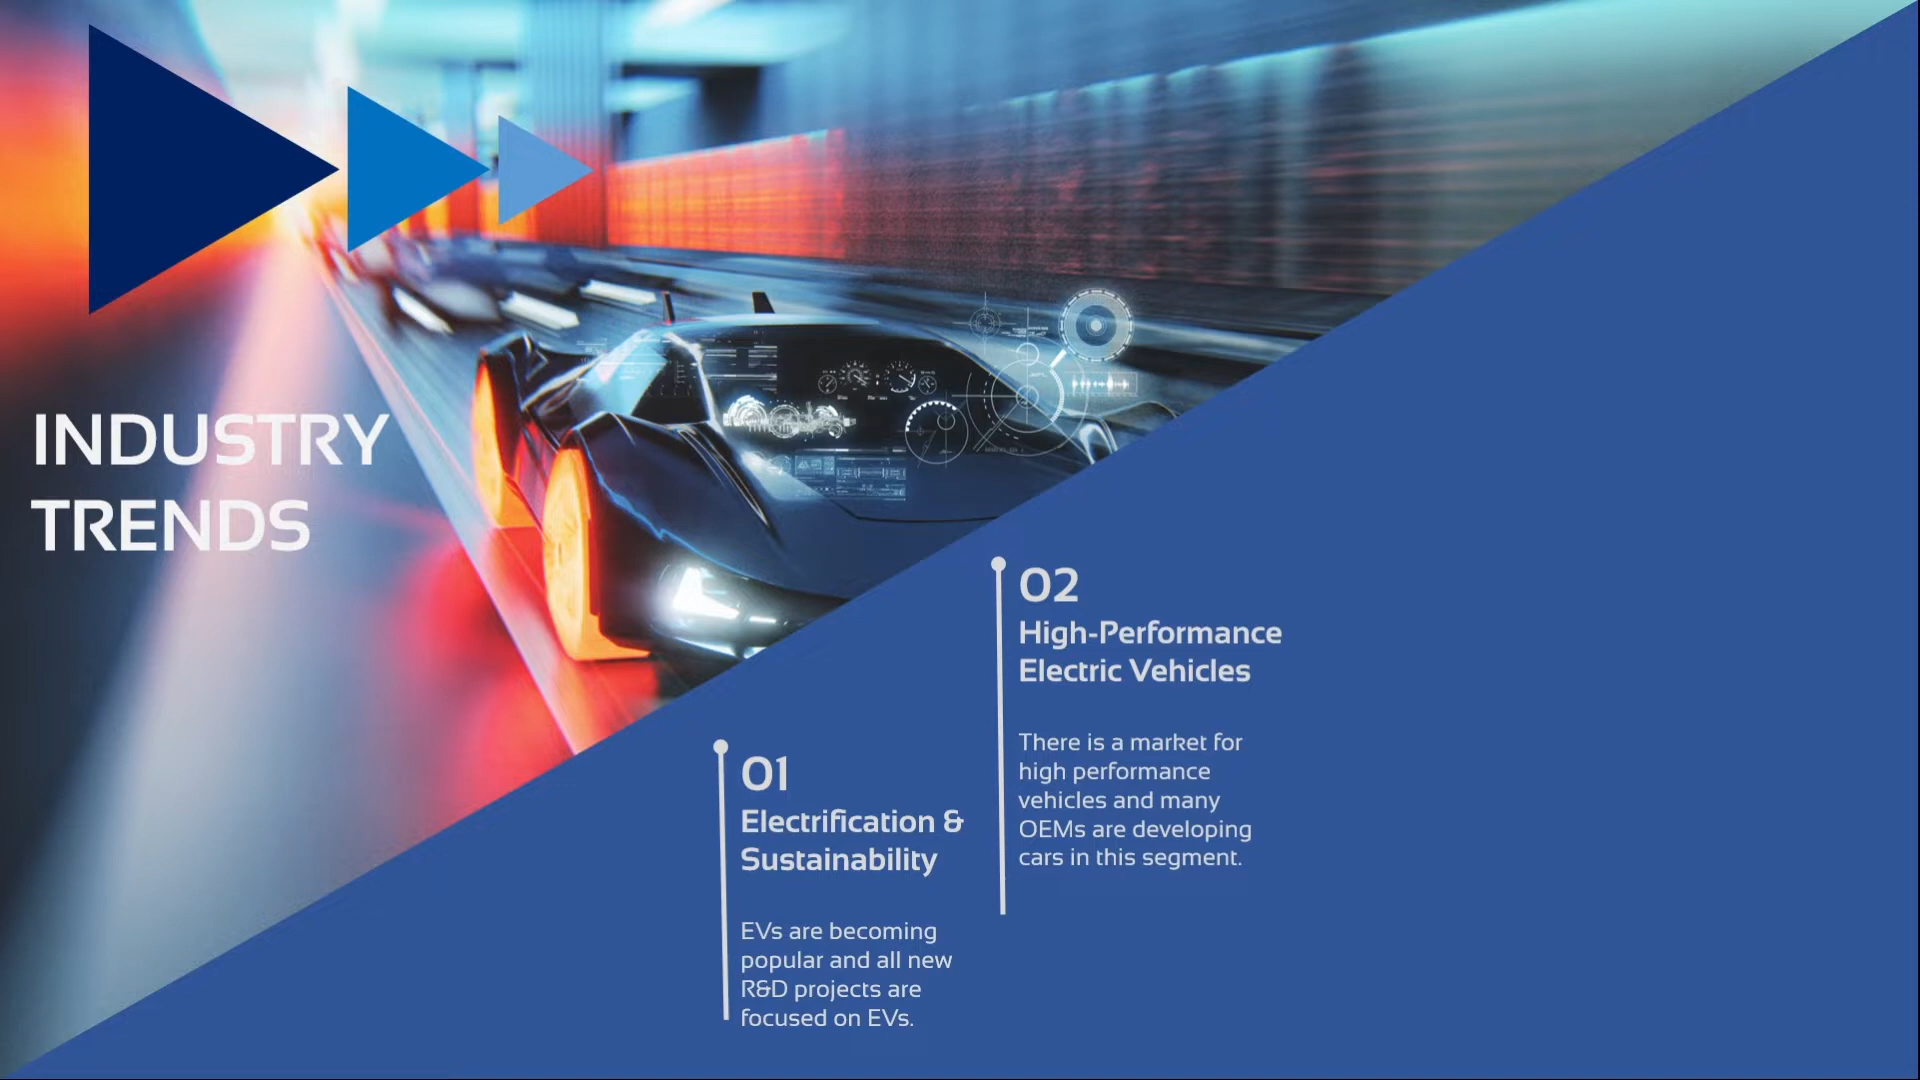 INDUSTRY
TRENDS
01
Electrification &
Sustainability
EVs are becoming
popular and all new
R&D projects are
focused on EVs.
02
High-Performance
Electric Vehicles
There is a market for
high performance
vehicles and many
OEMs are developing
cars in this segment.